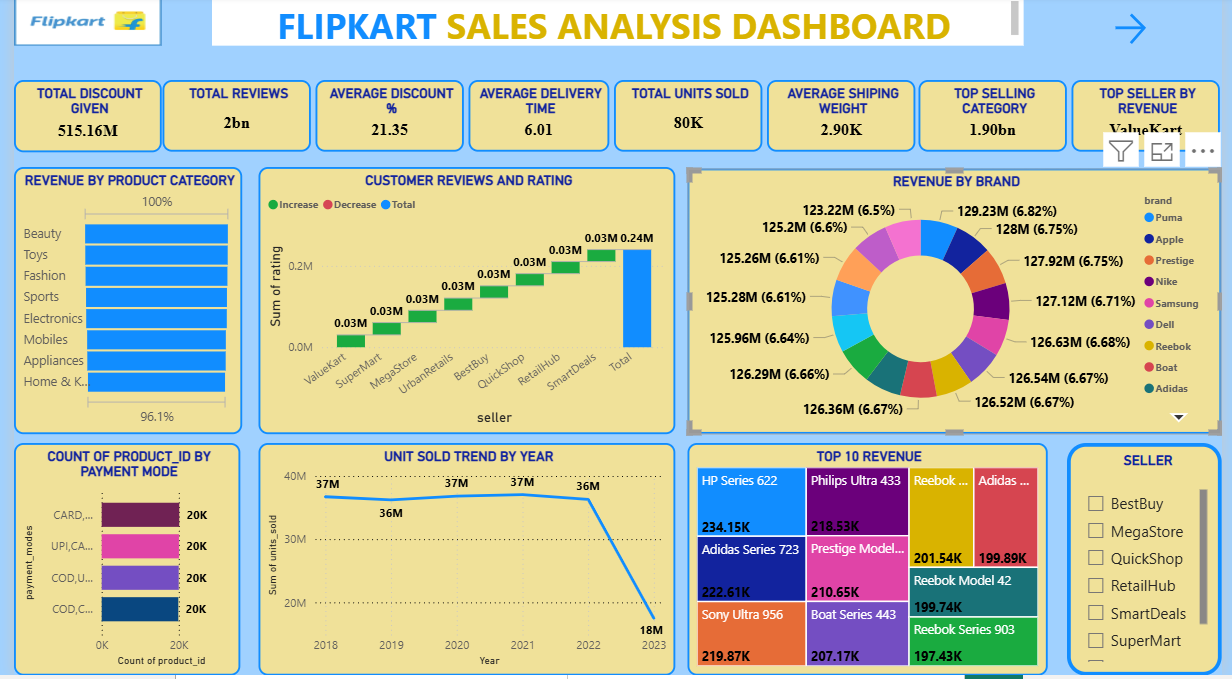 Flipkart
FLIPKART SALES ANALYSIS DASHBOARD
TOTAL DISCOUNT
GIVEN
515.16M
TOTAL REVIEWS
2bn
AVERAGE DISCOUNT
%
21.35
AVERAGE DELIVERY
TIME
6.01
TOTAL UNITS SOLD
80K
AVERAGE SHIPING
WEIGHT
2.90K
TOP SELLING
CATEGORY
1.90bn
TOP SELLER BY
REVENUE
ValueKart
REVENUE BY PRODUCT CATEGORY
100%
Beauty
Toys
Fashion
Sports
Electronics
Mobiles
Appliances
Home & K...
96.1%
CUSTOMER REVIEWS AND RATING
Increase Decrease Total
Sum of rating
0.2M
0.0M
0.03M
0.03M
0.03M
0.03M
0.03M
0.03M
0.03M
0.03M
0.24M
ValueKart
SuperMart
MegaStore
UrbanRetails
BestBuy
QuickShop
RetailHub
SmartDeals
Total
seller
REVENUE BY BRAND
129.23M (6.82%)
128M (6.75%)
127.92M (6.75%)
127.12M (6.71%)
126.63M (6.68%)
126.54M (6.67%)
126.52M (6.67%)
126.36M (6.67%)
126.29M (6.66%)
125.96M (6.64%)
125.28M (6.61%)
125.26M (6.61%)
125.2M (6.6%)
123.22M (6.5%)
brand
Puma
Apple
Prestige
Nike
Samsung
Dell
Reebok
Boat
Adidas
COUNT OF PRODUCT_ID BY
PAYMENT MODE
payment_modes
CARD,... 20K
UPI,CA... 20K
COD,U... 20K
COD,C... 20K
0K 20K
Count of product_id
UNIT SOLD TREND BY YEAR
Sum of units_sold
40M
30M
20M
37M
36M
37M
37M
36M
18M
2018 2019 2020 2021 2022 2023
Year
TOP 10 REVENUE
HP Series 622
234.15K
Adidas Series 723
222.61K
Sony Ultra 956
219.87K
Philips Ultra 433
218.53K
Prestige Model...
210.65K
Boat Series 443
207.17K
Reebok ...
201.54K
Adidas ...
199.89K
Reebok Model 42
199.74K
Reebok Series 903
197.43K
SELLER
BestBuy
MegaStore
QuickShop
RetailHub
SmartDeals
SuperMart